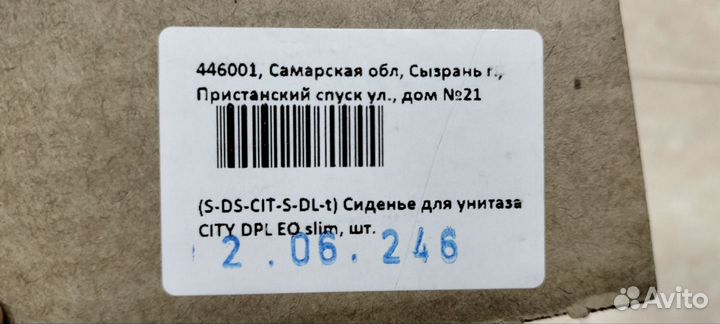 446001, Самарская обл, Сызрань г.,
Пристанский спуск ул., дом №21
(S-DS-CIT-S-DL-t) Сиденье для унитаза
CITY DPL EO slim, шт.
2.06.246
Avito